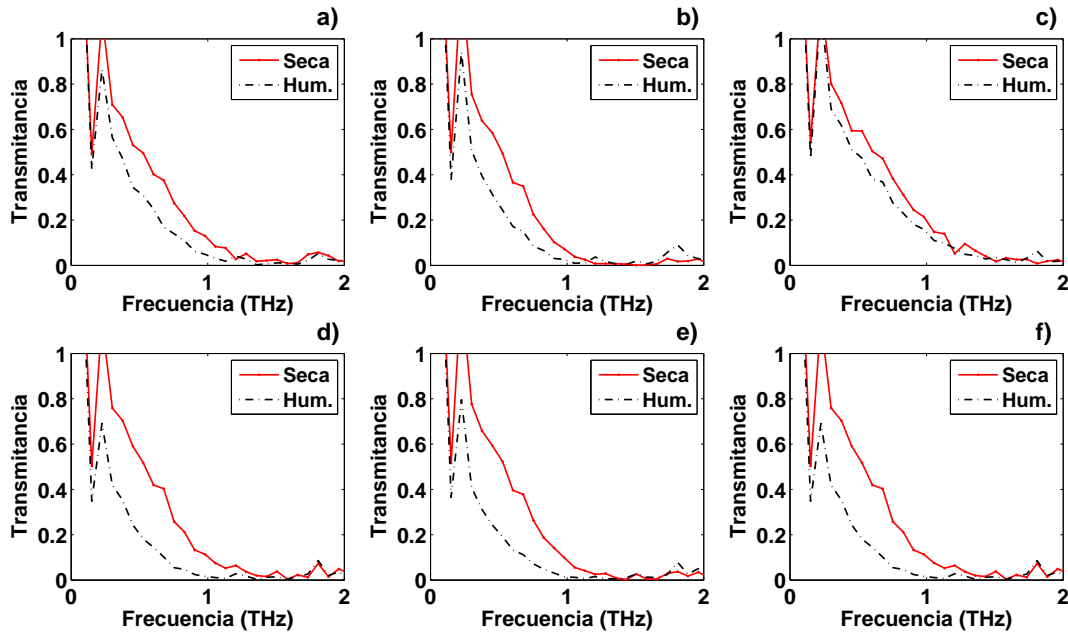 a)
Transmitancia
1
0.8
0.6
0.4
0.2
0
Seca
Hum.
0 1 2
Frecuencia (THz)
b)
Transmitancia
1
0.8
0.6
0.4
0.2
0
Seca
Hum.
0 1 2
Frecuencia (THz)
c)
Transmitancia
1
0.8
0.6
0.4
0.2
0
Seca
Hum.
0 1 2
Frecuencia (THz)
d)
Transmitancia
1
0.8
0.6
0.4
0.2
0
Seca
Hum.
0 1 2
Frecuencia (THz)
e)
Transmitancia
1
0.8
0.6
0.4
0.2
0
Seca
Hum.
0 1 2
Frecuencia (THz)
f)
Transmitancia
1
0.8
0.6
0.4
0.2
0
Seca
Hum.
0 1 2
Frecuencia (THz)